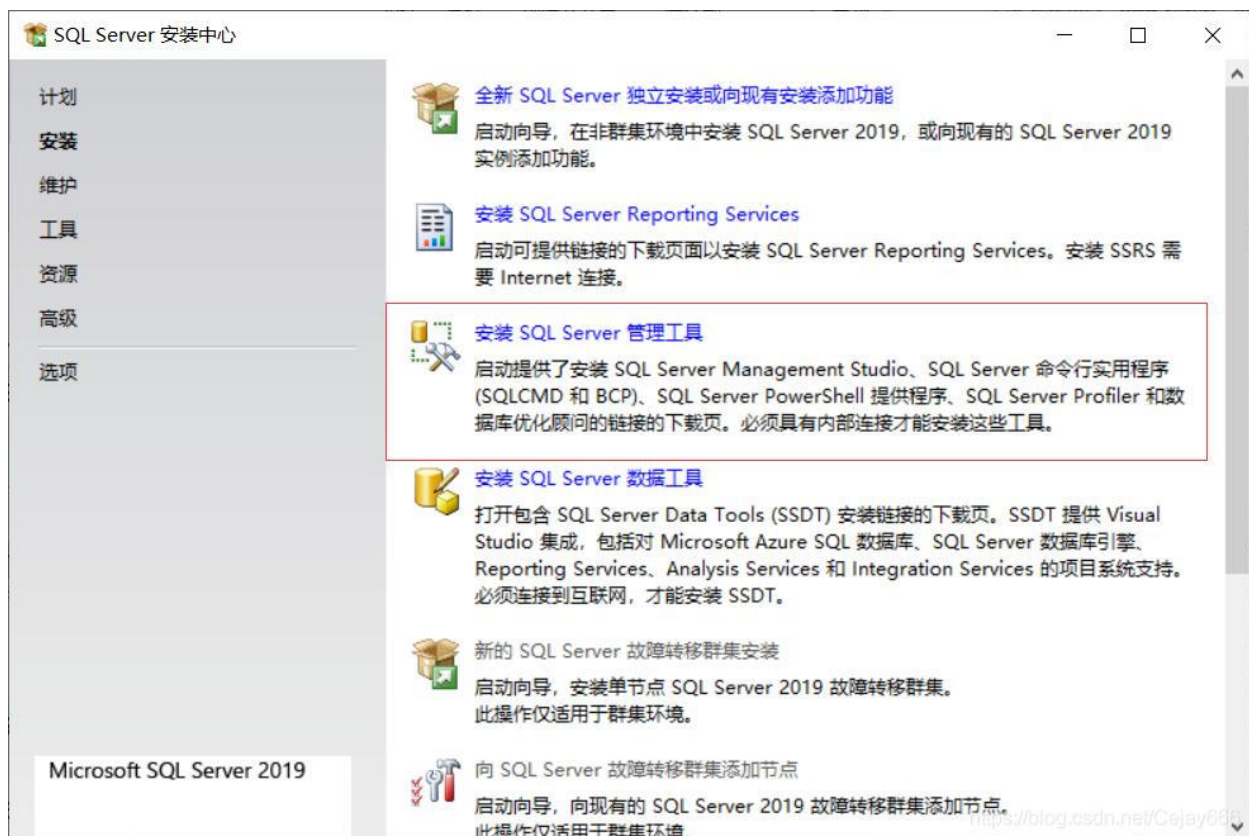 SQL Server 安装中心
计划
安装
维护
工具
资源
高级
选项
Microsoft SQL Server 2019
全新 SQL Server 独立安装或向现有安装添加功能
启动向导，在非群集环境中安装 SQL Server 2019，或向现有的 SQL Server 2019
实例添加功能。
安装 SQL Server Reporting Services
启动可提供链接的下载页面以安装 SQL Server Reporting Services。安装 SSRS 需
要 Internet 连接。
安装 SQL Server 管理工具
启动提供了安装 SQL Server Management Studio、SQL Server 命令行实用程序
(SQLCMD 和 BCP)、SQL Server PowerShell 提供程序、SQL Server Profiler 和数
据库优化顾问的链接的下载页。必须具有内部连接才能安装这些工具。
安装 SQL Server 数据工具
打开包含 SQL Server Data Tools (SSDT) 安装链接的下载页。SSDT 提供 Visual
Studio 集成，包括对 Microsoft Azure SQL 数据库、SQL Server 数据库引擎、
Reporting Services、Analysis Services 和 Integration Services 的项目系统支持。
必须连接到互联网，才能安装 SSDT。
新的 SQL Server 故障转移群集安装
启动向导，安装单节点 SQL Server 2019 故障转移群集。
此操作仅适用于群集环境。
向 SQL Server 故障转移群集添加节点
启动向导，向现有的 SQL Server 2019 故障转移群集添加节点。
此操作仅适用于群集环境。